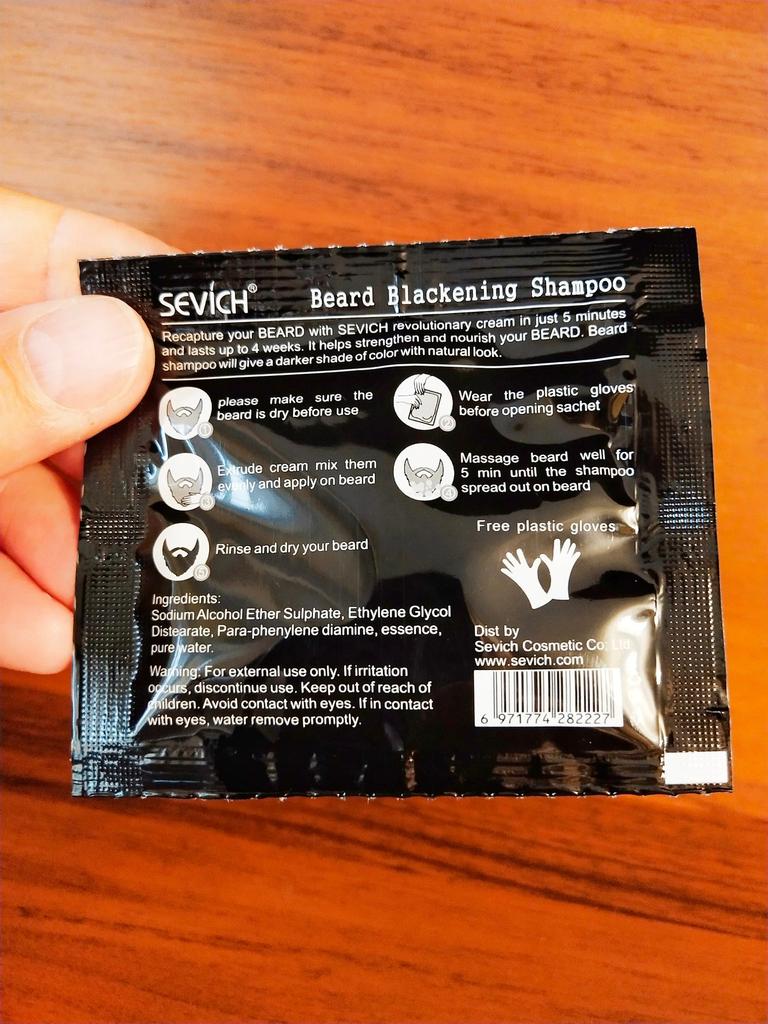 SEVICH® Beard Blackening Shampoo
Recapture your BEARD with SEVICH revolutionary cream in just 5 minutes
and lasts up to 4 weeks. It helps strengthen and nourish your BEARD. Beard
shampoo will give a darker shade of color with natural look.
please make sure the
beard is dry before use
1
Wear the plastic gloves
before opening sachet
2
Extrude cream mix them
evenly and apply on beard
3
Massage beard well for
5 min until the shampoo
spread out on beard
4
Rinse and dry your beard
5
Free plastic gloves
Ingredients:
Sodium Alcohol Ether Sulphate, Ethylene Glycol
Distearate, Para-phenylene diamine, essence,
pure water.
Warning: For external use only. If irritation
occurs, discontinue use. Keep out of reach of
children. Avoid contact with eyes. If in contact
with eyes, water remove promptly.
Dist by
Sevich Cosmetic Co; Ltd
www.sevich.com
6 971774 282227